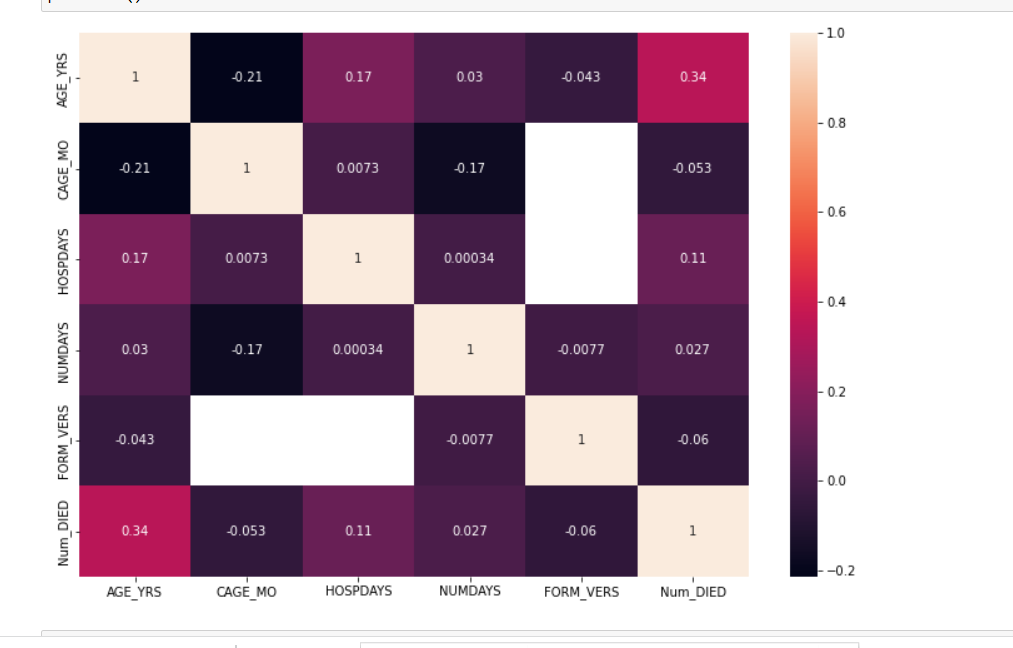 1.0
AGE_YRS 1 -0.21 0.17 0.03 -0.043 0.34
0.8
CAGE_MO -0.21 1 0.0073 -0.17 -0.053
0.6
HOSPDAYS 0.17 0.0073 1 0.00034 0.11
0.4
NUMDAYS 0.03 -0.17 0.00034 1 -0.0077 0.027
0.2
FORM_VERS -0.043 -0.0077 1 -0.06
0.0
Num_DIED 0.34 -0.053 0.11 0.027 -0.06 1
−0.2
AGE_YRS CAGE_MO HOSPDAYS NUMDAYS FORM_VERS Num_DIED